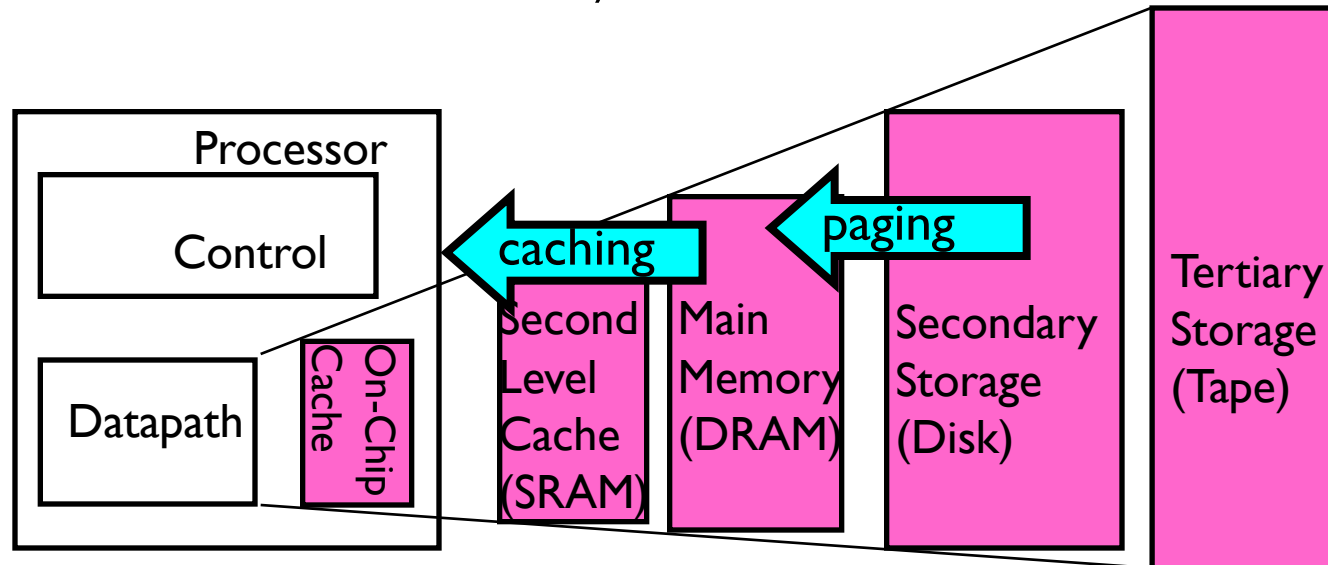 Processor
Control
Datapath
On-Chip
Cache
caching
Second
Level
Cache
(SRAM)
Main
Memory
(DRAM)
paging
Secondary
Storage
(Disk)
Tertiary
Storage
(Tape)